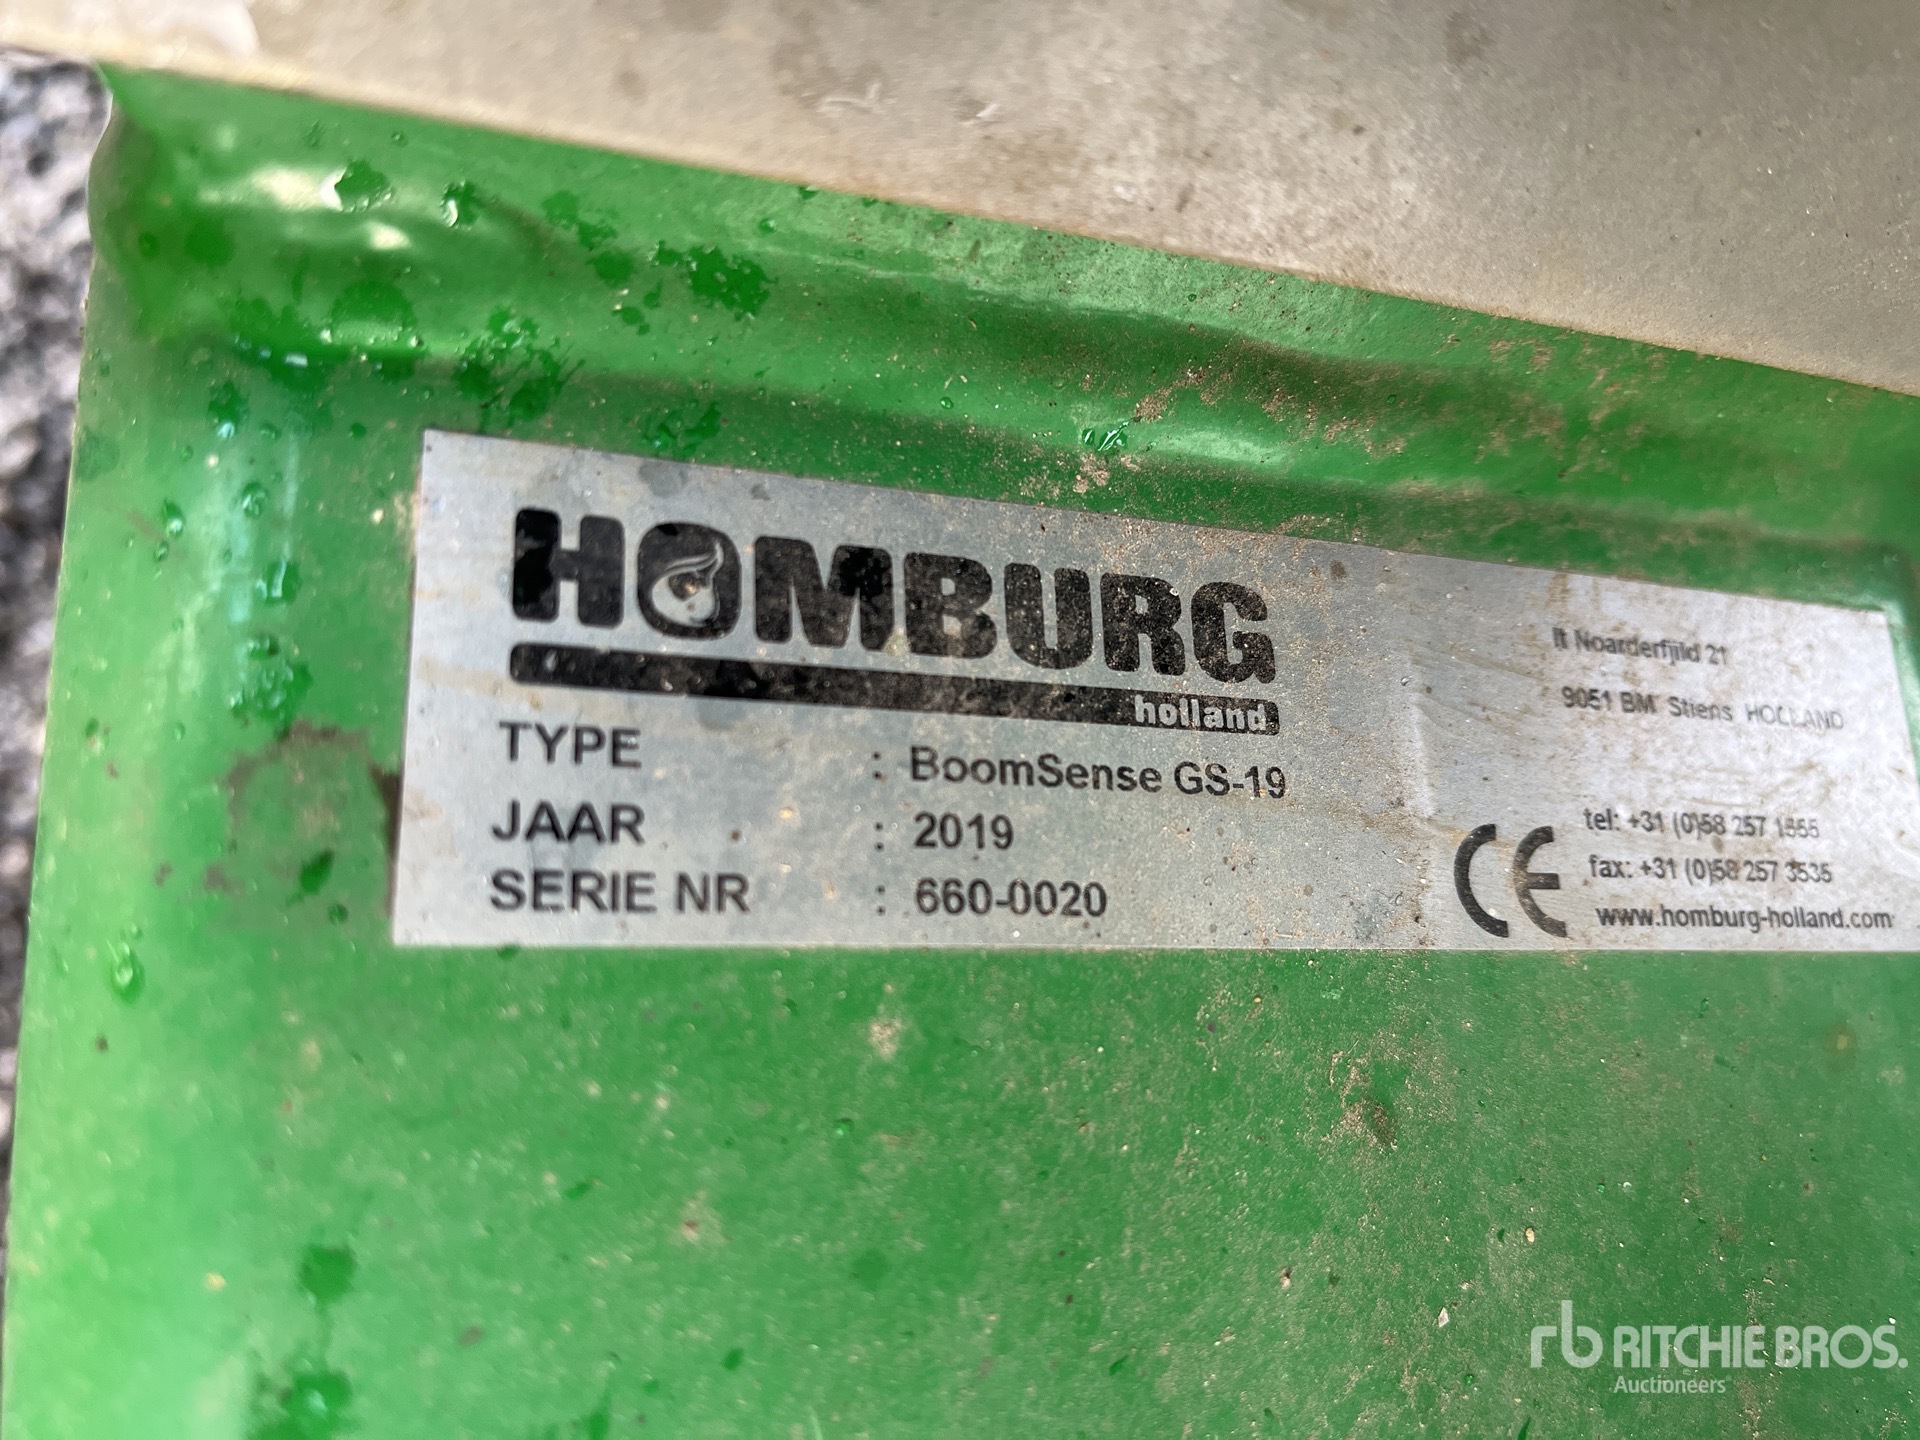 HOMBURG
holland
TYPE : BoomSense GS-19
JAAR : 2019
SERIE NR : 660-0020
It Noarderfjild 21
9051 BM Stiens HOLLAND
CE
tel: +31 (0)58 257 1555
fax: +31 (0)58 257 3535
www.homburg-holland.com
rb RITCHIE BROS.
Auctioneers